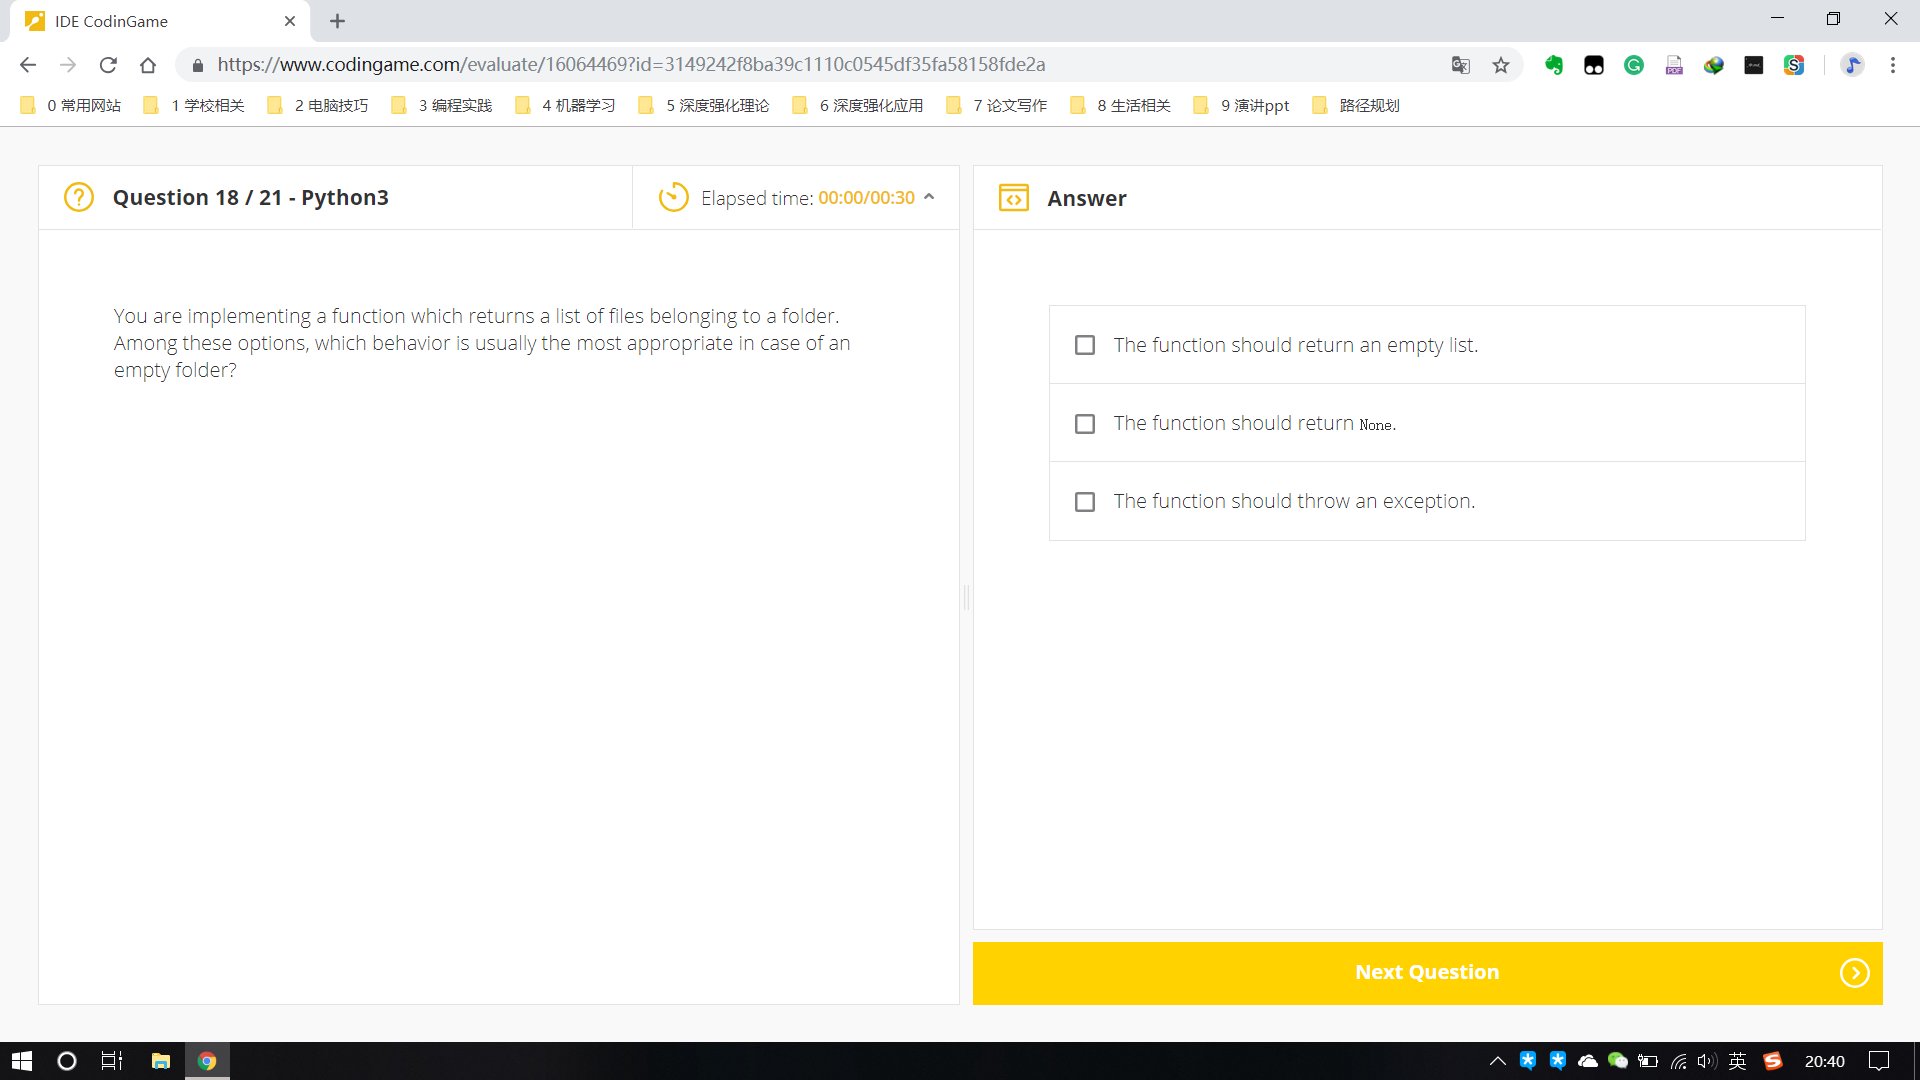 IDE CodinGame
https://www.codingame.com/evaluate/16064469?id=3149242f8ba39c1110c0545df35fa58158fde2a
0 常用网站 1 学校相关 2 电脑技巧 3 编程实践 4 机器学习 5 深度强化理论 6 深度强化应用 7 论文写作 8 生活相关 9 演讲ppt 路径规划
Question 18 / 21 - Python3
Elapsed time: 00:00/00:30
You are implementing a function which returns a list of files belonging to a folder.
Among these options, which behavior is usually the most appropriate in case of an
empty folder?
Answer
The function should return an empty list.
The function should return None.
The function should throw an exception.
Next Question
英
20:40